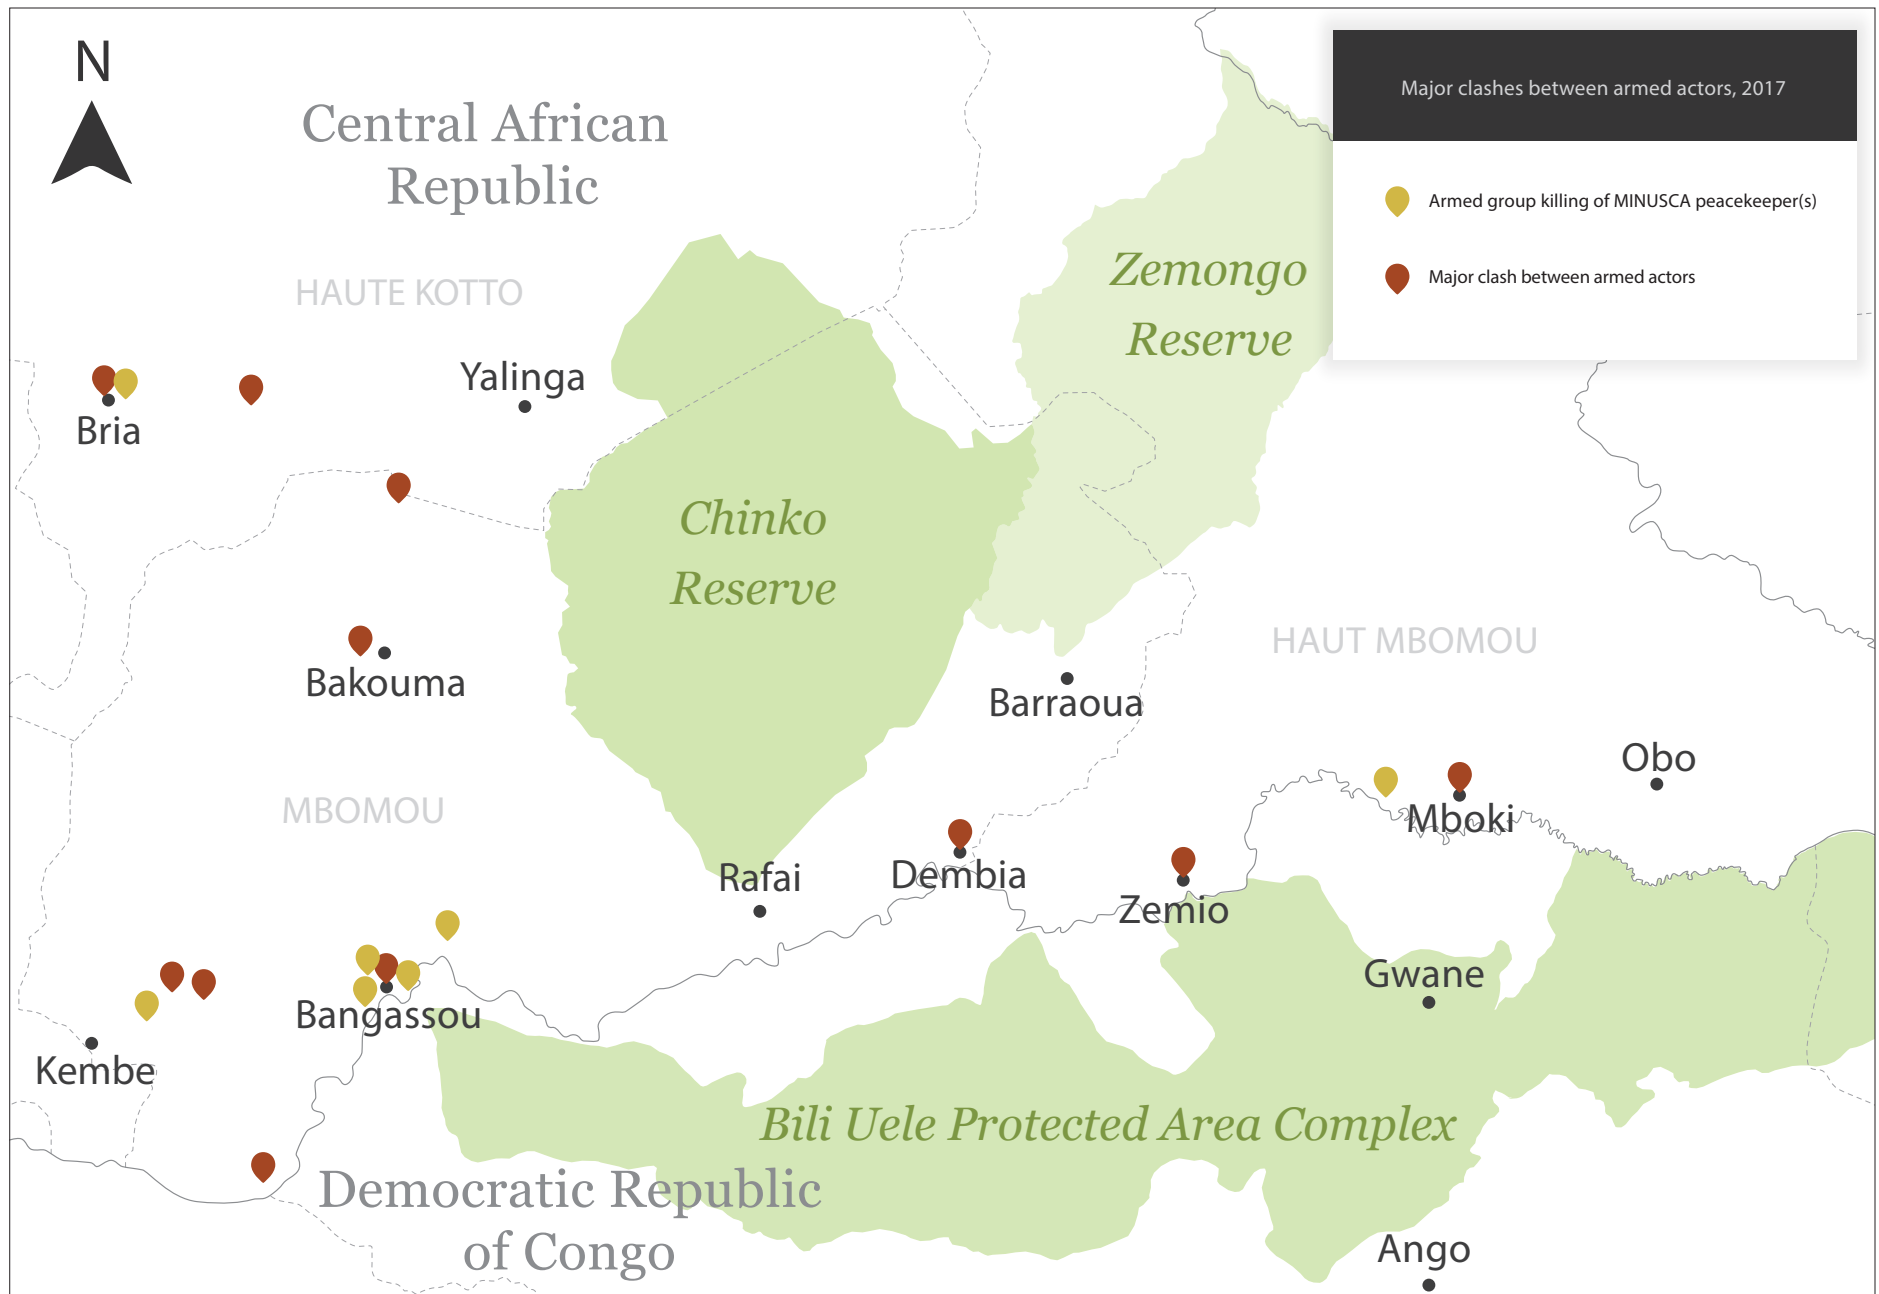 N
Central African
Republic
Major clashes between armed actors, 2017
Armed group killing of MINUSCA peacekeeper(s)
Major clash between armed actors
Zemongo
Reserve
HAUTE KOTTO
Yalinga
Bria
Chinko
Reserve
HAUT MBOMOU
Bakouma
Barraoua
Obo
MBOMOU
Mboki
Rafai
Dembia
Zemio
Gwane
Bangassou
Kembe
Bili Uele Protected Area Complex
Democratic Republic
of Congo
Ango